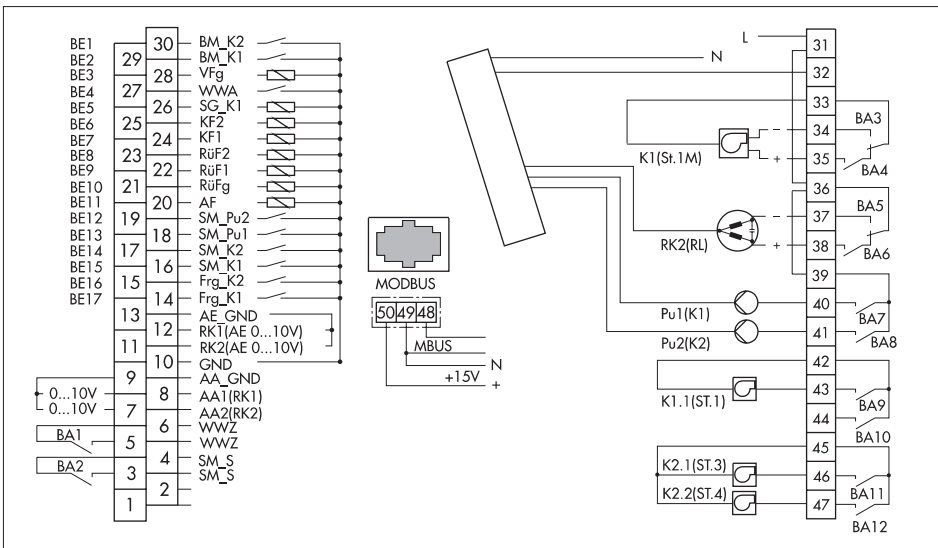 BE1 30 BM_K2
BE2 29 BM_K1
BE3 28 VFg
BE4 27 WWA
BE5 26 SG_K1
BE6 25 KF2
BE7 24 KF1
BE8 23 RüF2
BE9 22 RüF1
BE10 21 RüFg
BE11 20 AF
BE12 19 SM_Pu2
BE13 18 SM_Pu1
BE14 17 SM_K2
BE15 16 SM_K1
BE16 15 Frg_K2
BE17 14 Frg_K1
13 AE_GND
12 RK1(AE 0...10V)
11 RK2(AE 0...10V)
10 GND
9 AA_GND
0...10V 8 AA1(RK1)
0...10V 7 AA2(RK2)
6 WWZ
BA1 5 WWZ
4 SM_S
BA2 3 SM_S
2
1
MODBUS
50 49 48
MBUS
N
+15V +
L 31
N
32
33
BA3
- 34
K1(St.1M) + 35
BA4
36
BA5
- 37
RK2(RL) + 38
BA6
39
40
Pu1(K1) BA7
41
Pu2(K2) BA8
42
43
K1.1(ST.1) BA9
44
BA10
45
K2.1(ST.3) 46
BA11
K2.2(ST.4) 47
BA12